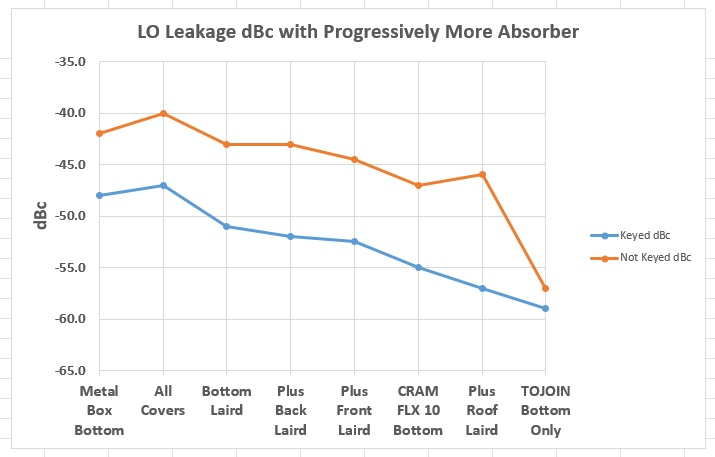 LO Leakage dBc with Progressively More Absorber
-35.0
-40.0
-45.0
-50.0
-55.0
-60.0
-65.0
dBc
Metal
Box
Bottom
All
Covers
Bottom
Laird
Plus
Back
Laird
Plus
Front
Laird
CRAM
FLX 10
Bottom
Plus
Roof
Laird
TOJOIN
Bottom
Only
Keyed dBc
Not Keyed dBc